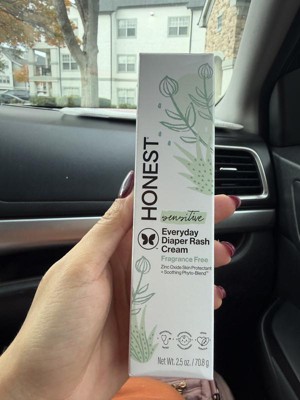 HONEST
sensitive
Everyday
Diaper Rash
Cream
Fragrance Free
Zinc Oxide Skin Protectant
+ Soothing Phyto-Blend™
Net Wt. 2.5 oz. / 70.8 g